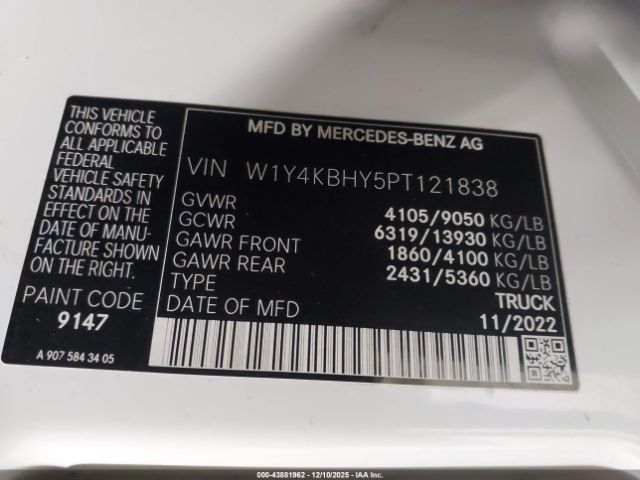 THIS VEHICLE
CONFORMS TO
ALL APPLICABLE
FEDERAL
VEHICLE SAFETY
STANDARDS IN
EFFECT ON THE
DATE OF MANU-
FACTURE SHOWN
ON THE RIGHT.
PAINT CODE
9147
A 907 584 34 05
MFD BY MERCEDES-BENZ AG
VIN W1Y4KBHY5PT121838
GVWR 4105/9050 KG/LB
GCWR 6319/13930 KG/LB
GAWR FRONT 1860/4100 KG/LB
GAWR REAR 2431/5360 KG/LB
TYPE TRUCK
DATE OF MFD 11/2022
000-43881962 - 12/10/2025 - IAA Inc.